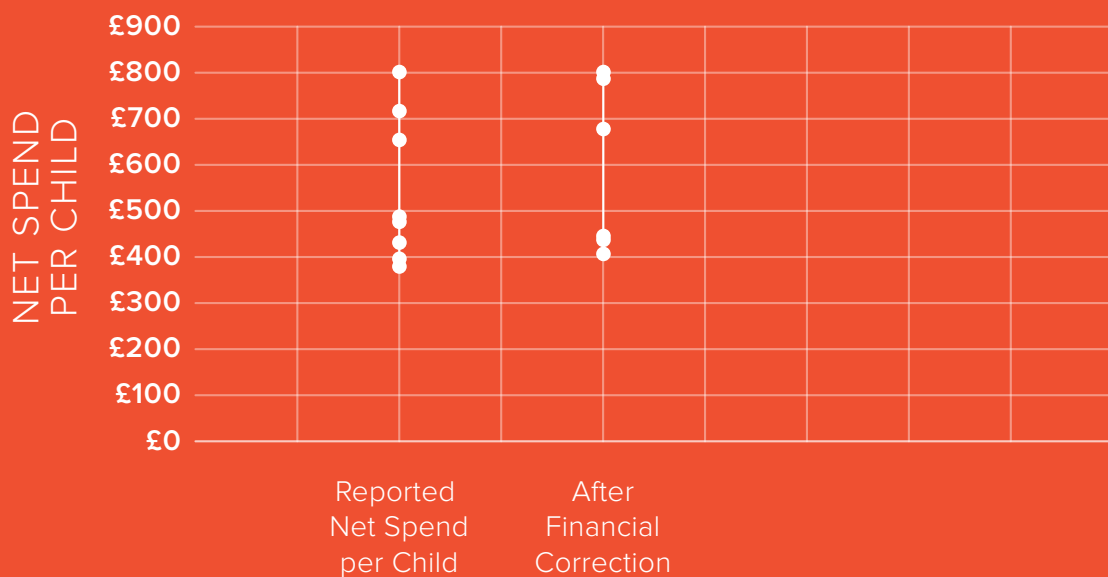 NET SPEND
PER CHILD
£900
£800
£700
£600
£500
£400
£300
£200
£100
£0
Reported
Net Spend
per Child
After
Financial
Correction